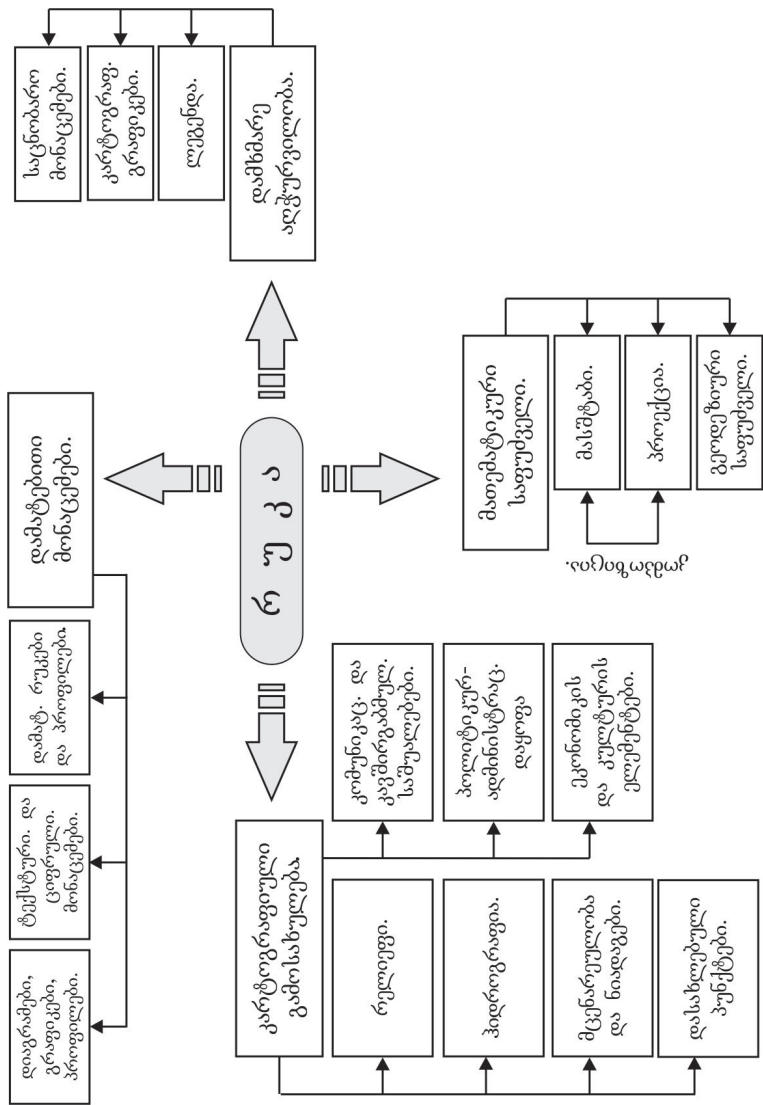 დიაგრამები,
გრაფიკები,
პროფილები.
ტექსტური. და
ციფრული.
მონაცემები.
დამატ. რუკები
და პროფილები.
დამატებითი
მონაცემები.
საცნობარო
მონაცემები.
კარტოგრაფ.
გრაფიკები.
ლეგენდა.
დამხმარე
აღჭურვილობა.
რ უ კ ა
კარტოგრაფიული
გამოსახულება.
რელიეფი.
ჰიდროგრაფია.
მცენარეულობა
და ნიადაგები.
დასახლებული
პუნქტები.
კომუნიკაც. და
კავშირგაბმულ.
საშუალებები.
პოლიტიკურ-
ადმინისტრაც.
დაყოფა
ეკონომიკის
და კულტურის
ელემენტები.
მათემატიკური
საფუძველი.
მასშტაბი.
პროექცია.
გეოდეზიური
საფუძველი.
კომპოზიცია.